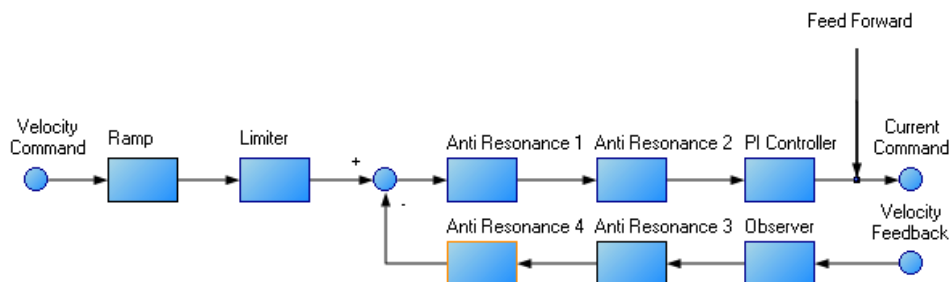 Feed Forward
Velocity
Command
Ramp
Limiter
Anti Resonance 1
Anti Resonance 2
PI Controller
Current
Command
+
-
Anti Resonance 4
Anti Resonance 3
Observer
Velocity
Feedback